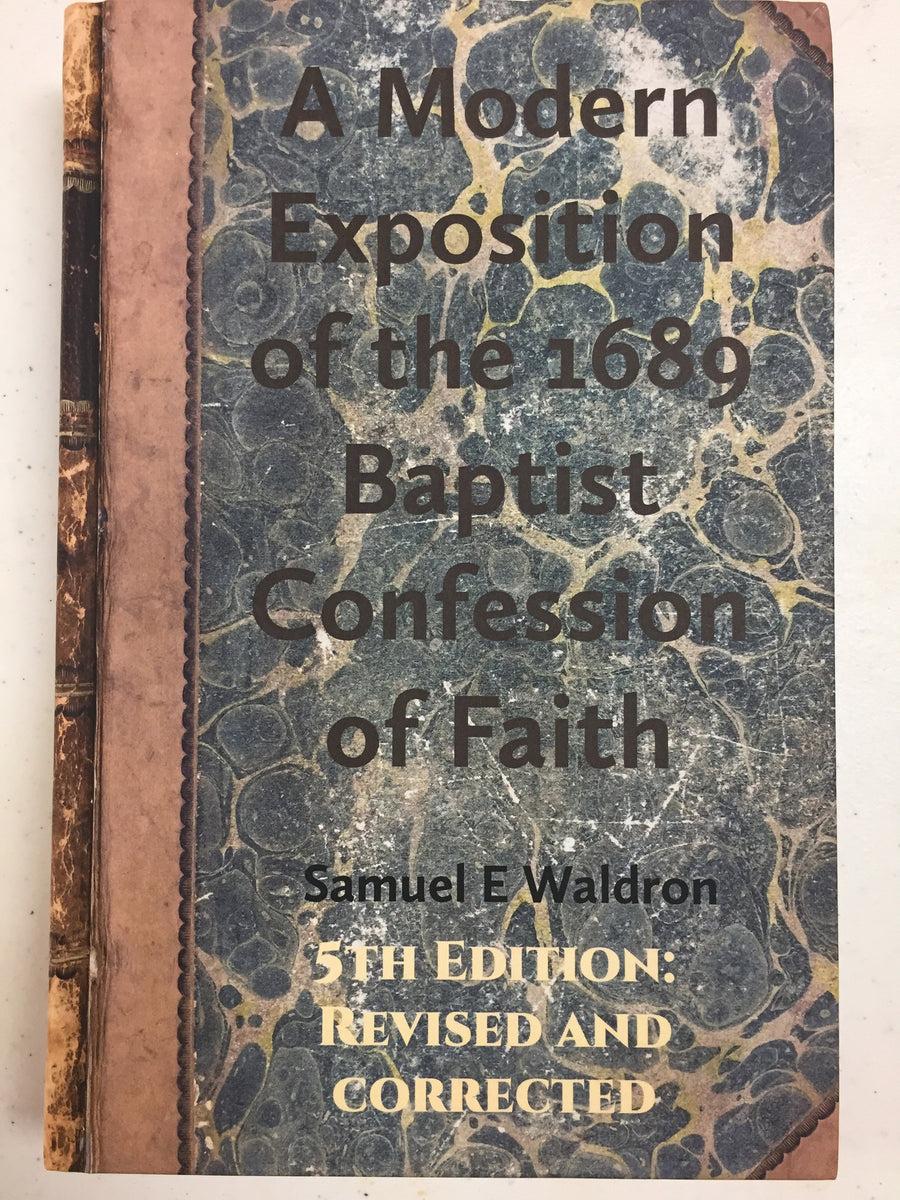 A Modern
Exposition
of the 1689
Baptist
Confession
of Faith
Samuel E Waldron
5th Edition:
Revised and
corrected